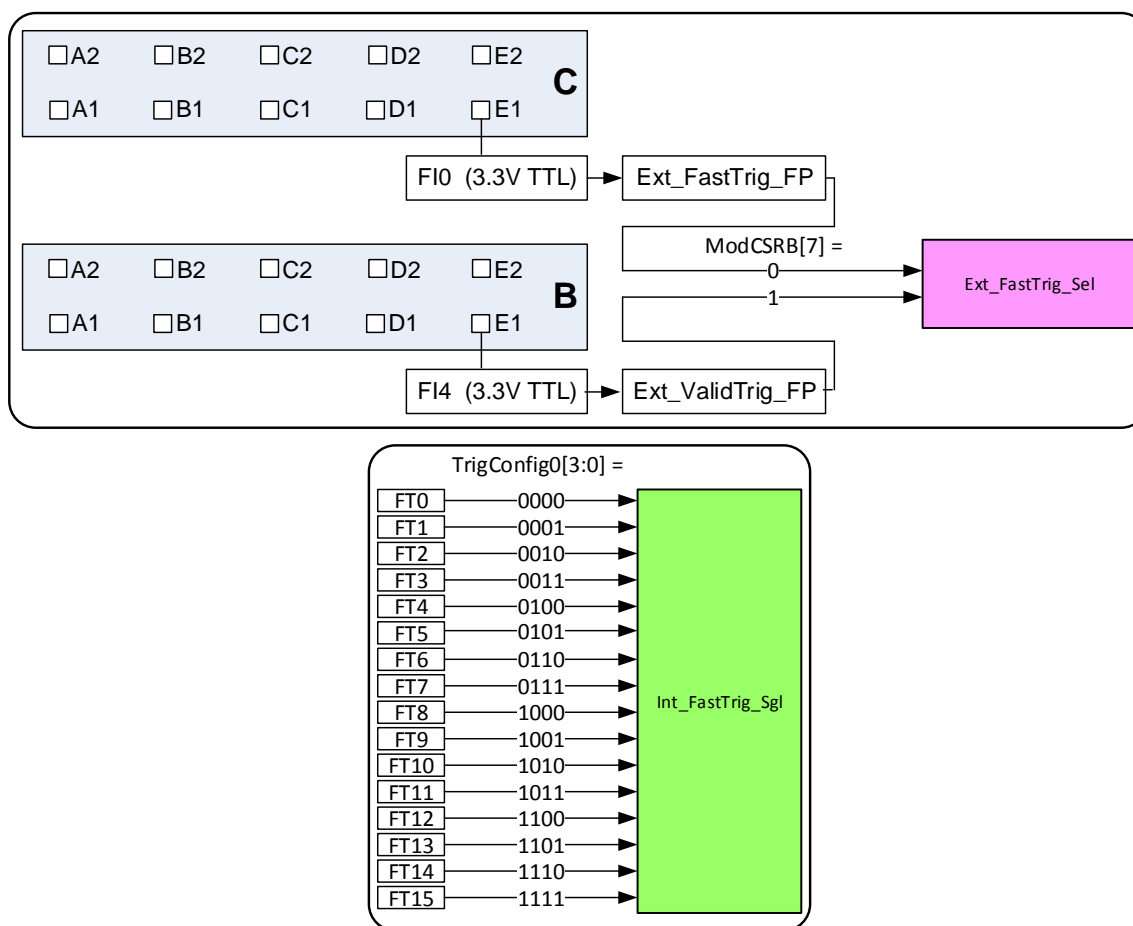 A2 B2 C2 D2 E2
C
A1 B1 C1 D1 E1
FI0 (3.3V TTL) Ext_FastTrig_FP
ModCSRB[7] =
0
1
Ext_FastTrig_Sel
A2 B2 C2 D2 E2
B
A1 B1 C1 D1 E1
FI4 (3.3V TTL) Ext_ValidTrig_FP
TrigConfig0[3:0] =
FT0 0000
FT1 0001
FT2 0010
FT3 0011
FT4 0100
FT5 0101
FT6 0110
FT7 0111
FT8 1000
FT9 1001
FT10 1010
FT11 1011
FT12 1100
FT13 1101
FT14 1110
FT15 1111
Int_FastTrig_Sgl